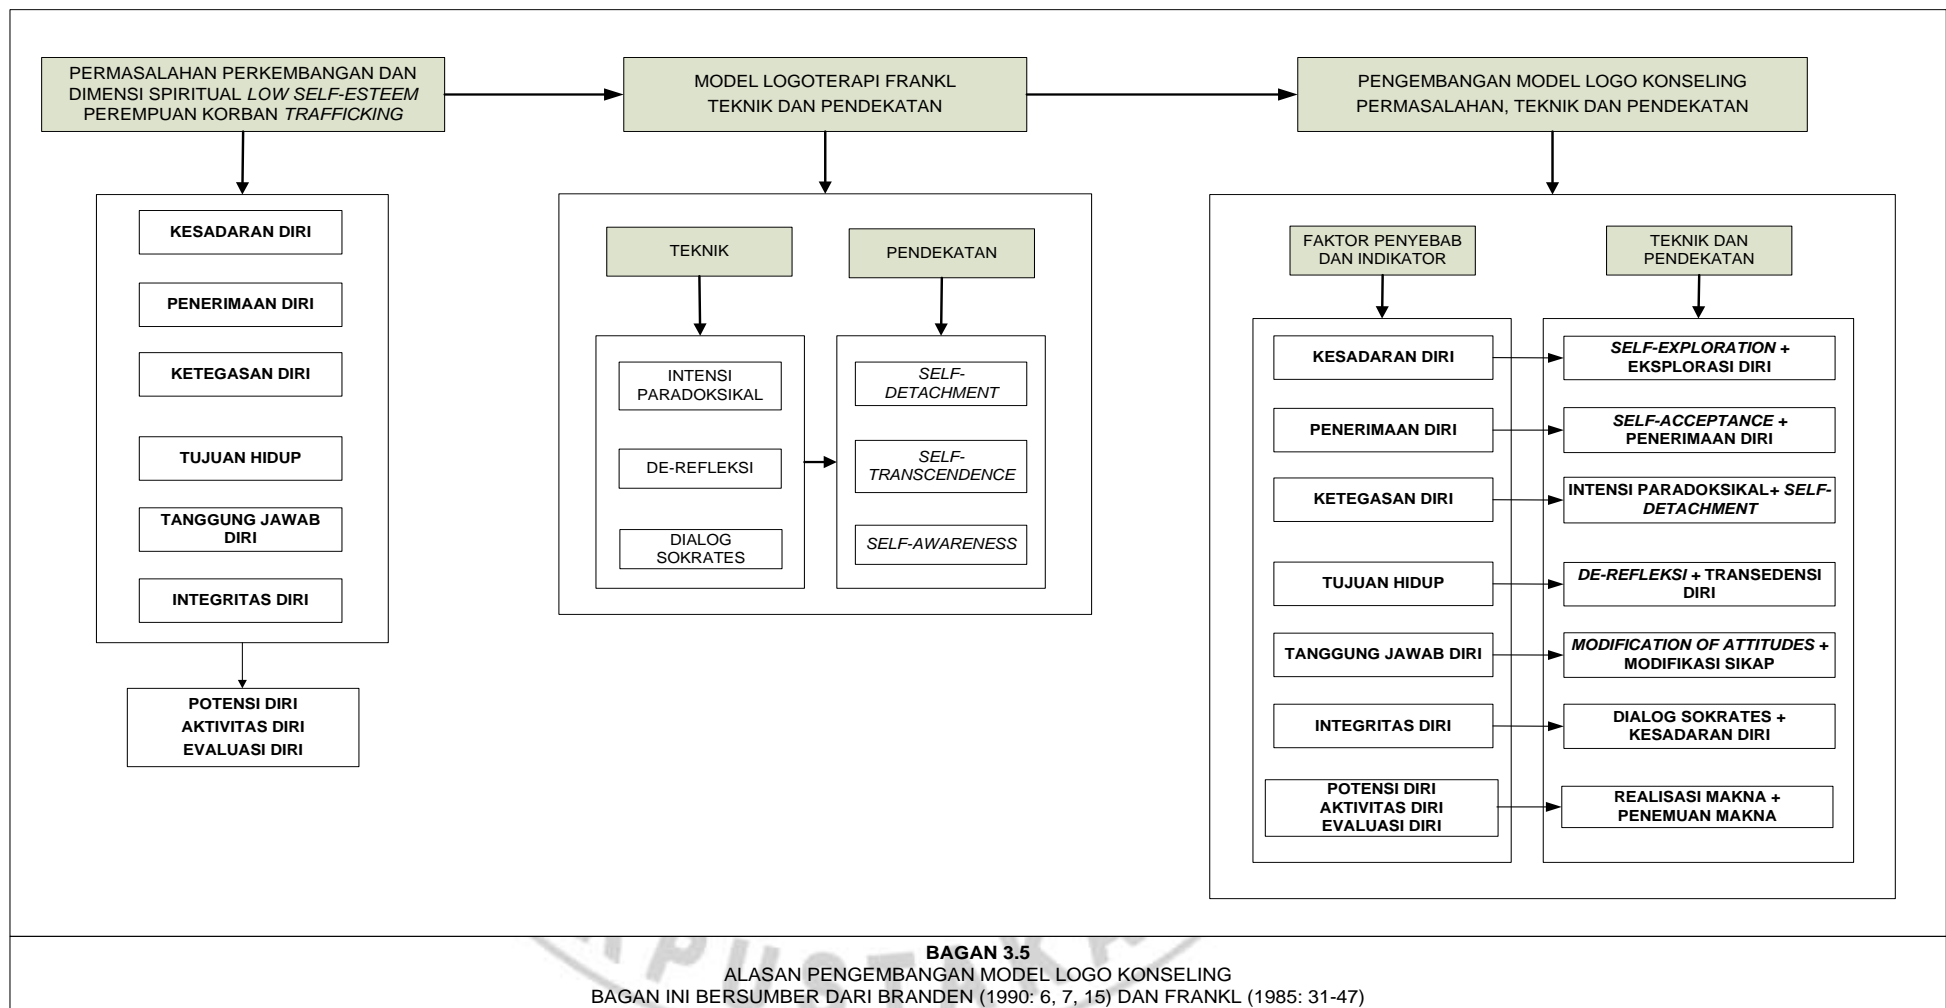 PERMASALAHAN PERKEMBANGAN DAN
DIMENSI SPIRITUAL LOW SELF-ESTEEM
PEREMPUAN KORBAN TRAFFICKING
KESADARAN DIRI
PENERIMAAN DIRI
KETEGASAN DIRI
TUJUAN HIDUP
TANGGUNG JAWAB
DIRI
INTEGRITAS DIRI
POTENSI DIRI
AKTIVITAS DIRI
EVALUASI DIRI
MODEL LOGOTERAPI FRANKL
TEKNIK DAN PENDEKATAN
TEKNIK
INTENSI
PARADOKSIKAL
DE-REFLEKSI
DIALOG
SOKRATES
PENDEKATAN
SELF-
DETACHMENT
SELF-
TRANSCENDENCE
SELF-AWARENESS
PENGEMBANGAN MODEL LOGO KONSELING
PERMASALAHAN, TEKNIK DAN PENDEKATAN
FAKTOR PENYEBAB
DAN INDIKATOR
TEKNIK DAN
PENDEKATAN
KESADARAN DIRI
SELF-EXPLORATION +
EKSPLORASI DIRI
PENERIMAAN DIRI
SELF-ACCEPTANCE +
PENERIMAAN DIRI
KETEGASAN DIRI
INTENSI PARADOKSIKAL+ SELF-
DETACHMENT
TUJUAN HIDUP
DE-REFLEKSI + TRANSEDENSI
DIRI
TANGGUNG JAWAB DIRI
MODIFICATION OF ATTITUDES +
MODIFIKASI SIKAP
INTEGRITAS DIRI
DIALOG SOKRATES +
KESADARAN DIRI
POTENSI DIRI
AKTIVITAS DIRI
EVALUASI DIRI
REALISASI MAKNA +
PENEMUAN MAKNA
BAGAN 3.5
ALASAN PENGEMBANGAN MODEL LOGO KONSELING
BAGAN INI BERSUMBER DARI BRANDEN (1990: 6, 7, 15) DAN FRANKL (1985: 31-47)